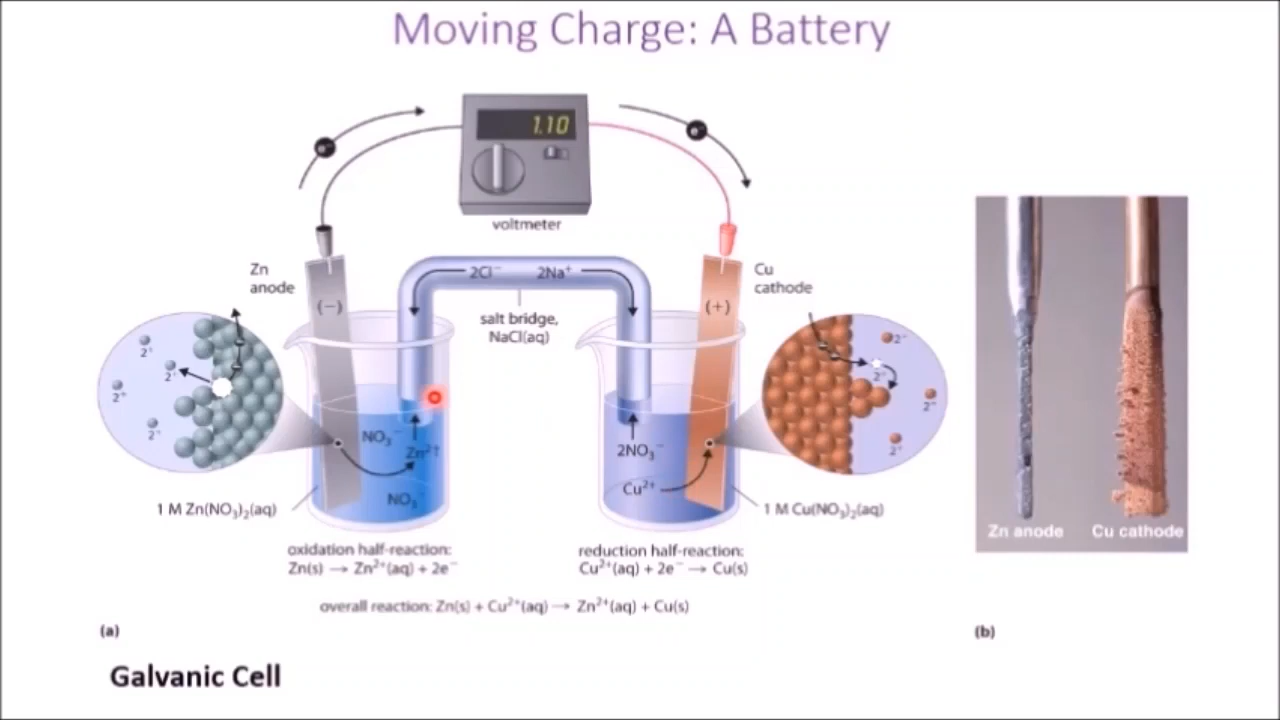 Moving Charge: A Battery
1.10
voltmeter
Zn
anode
Cu
cathode
(−)
(+)
2Cl⁻ 2Na⁺
salt bridge,
NaCl(aq)
2⁺
2⁺
2⁺
2⁺
2⁺
2⁺
2⁺
2⁺
NO₃⁻
Zn²⁺
NO₃⁻
2NO₃⁻
Cu²⁺
1 M Zn(NO₃)₂(aq)
1 M Cu(NO₃)₂(aq)
oxidation half-reaction:
Zn(s) → Zn²⁺(aq) + 2e⁻
reduction half-reaction:
Cu²⁺(aq) + 2e⁻ → Cu(s)
overall reaction: Zn(s) + Cu²⁺(aq) → Zn²⁺(aq) + Cu(s)
Zn anode Cu cathode
(a)
(b)
Galvanic Cell